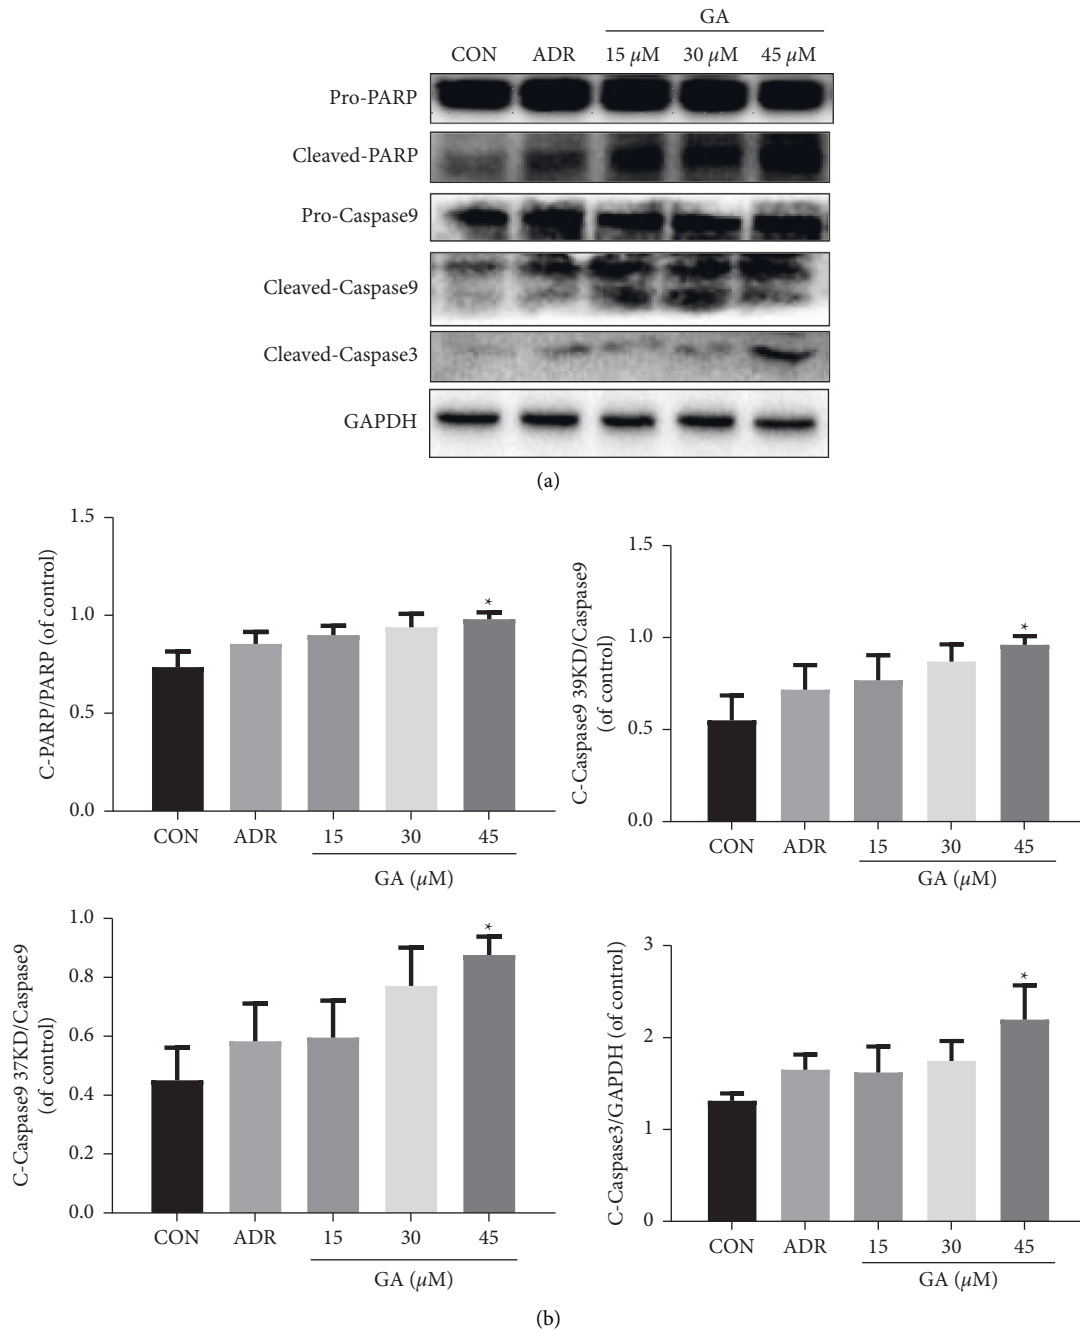 GA
CON ADR 15 μM 30 μM 45 μM
Pro-PARP
Cleaved-PARP
Pro-Caspase9
Cleaved-Caspase9
Cleaved-Caspase3
GAPDH
(a)
C-PARP/PARP (of control)
1.5
1.0
0.5
0.0
*
CON ADR 15 30 45
GA (μM)
C-Caspase9 39KD/Caspase9
(of control)
1.5
1.0
0.5
0.0
*
CON ADR 15 30 45
GA (μM)
C-Caspase9 37KD/Caspase9
(of control)
1.0
0.8
0.6
0.4
0.2
0.0
*
CON ADR 15 30 45
GA (μM)
C-Caspase3/GAPDH (of control)
3
2
1
0
*
CON ADR 15 30 45
GA (μM)
(b)